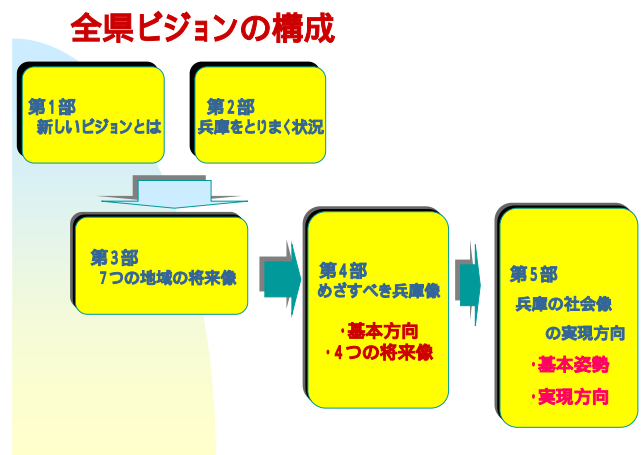 全県ビジョンの構成
第1部
新しいビジョンとは
第2部
兵庫をとりまく状況
第3部
7つの地域の将来像
第4部
めざすべき兵庫像
・基本方向
・4つの将来像
第5部
兵庫の社会像
の実現方向
・基本姿勢
・実現方向